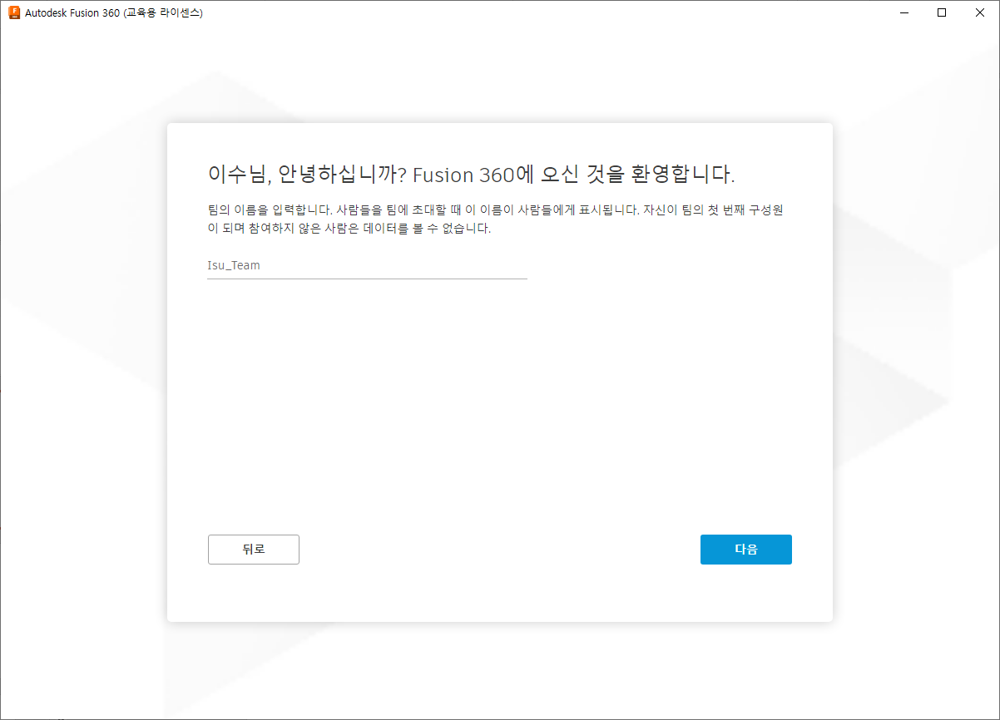 Autodesk Fusion 360 (교육용 라이센스)
이수님, 안녕하십니까? Fusion 360에 오신 것을 환영합니다.
팀의 이름을 입력합니다. 사람들을 팀에 초대할 때 이 이름이 사람들에게 표시됩니다. 자신이 팀의 첫 번째 구성원
이 되며 참여하지 않은 사람은 데이터를 볼 수 없습니다.
Isu_Team
뒤로
다음